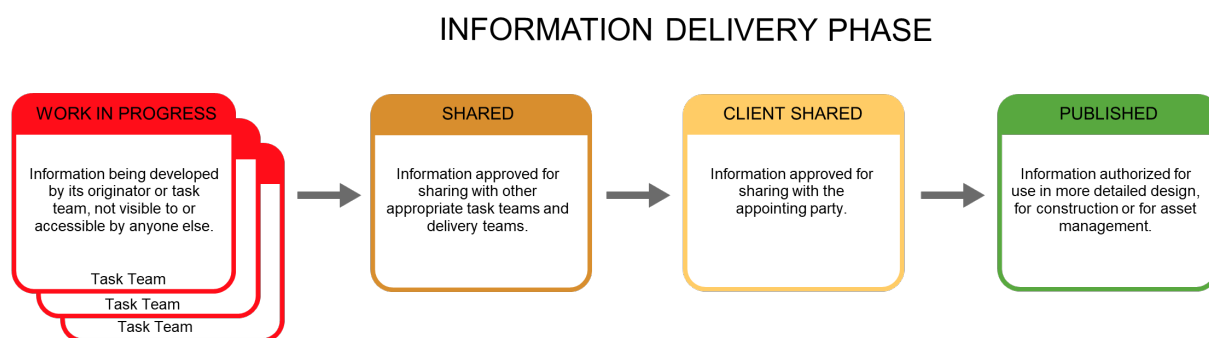 INFORMATION DELIVERY PHASE
WORK IN PROGRESS
Information being developed
by its originator or task
team, not visible to or
accessible by anyone else.
Task Team
Task Team
Task Team
SHARED
Information approved for
sharing with other
appropriate task teams and
delivery teams.
CLIENT SHARED
Information approved for
sharing with the
appointing party.
PUBLISHED
Information authorized for
use in more detailed design,
for construction or for asset
management.